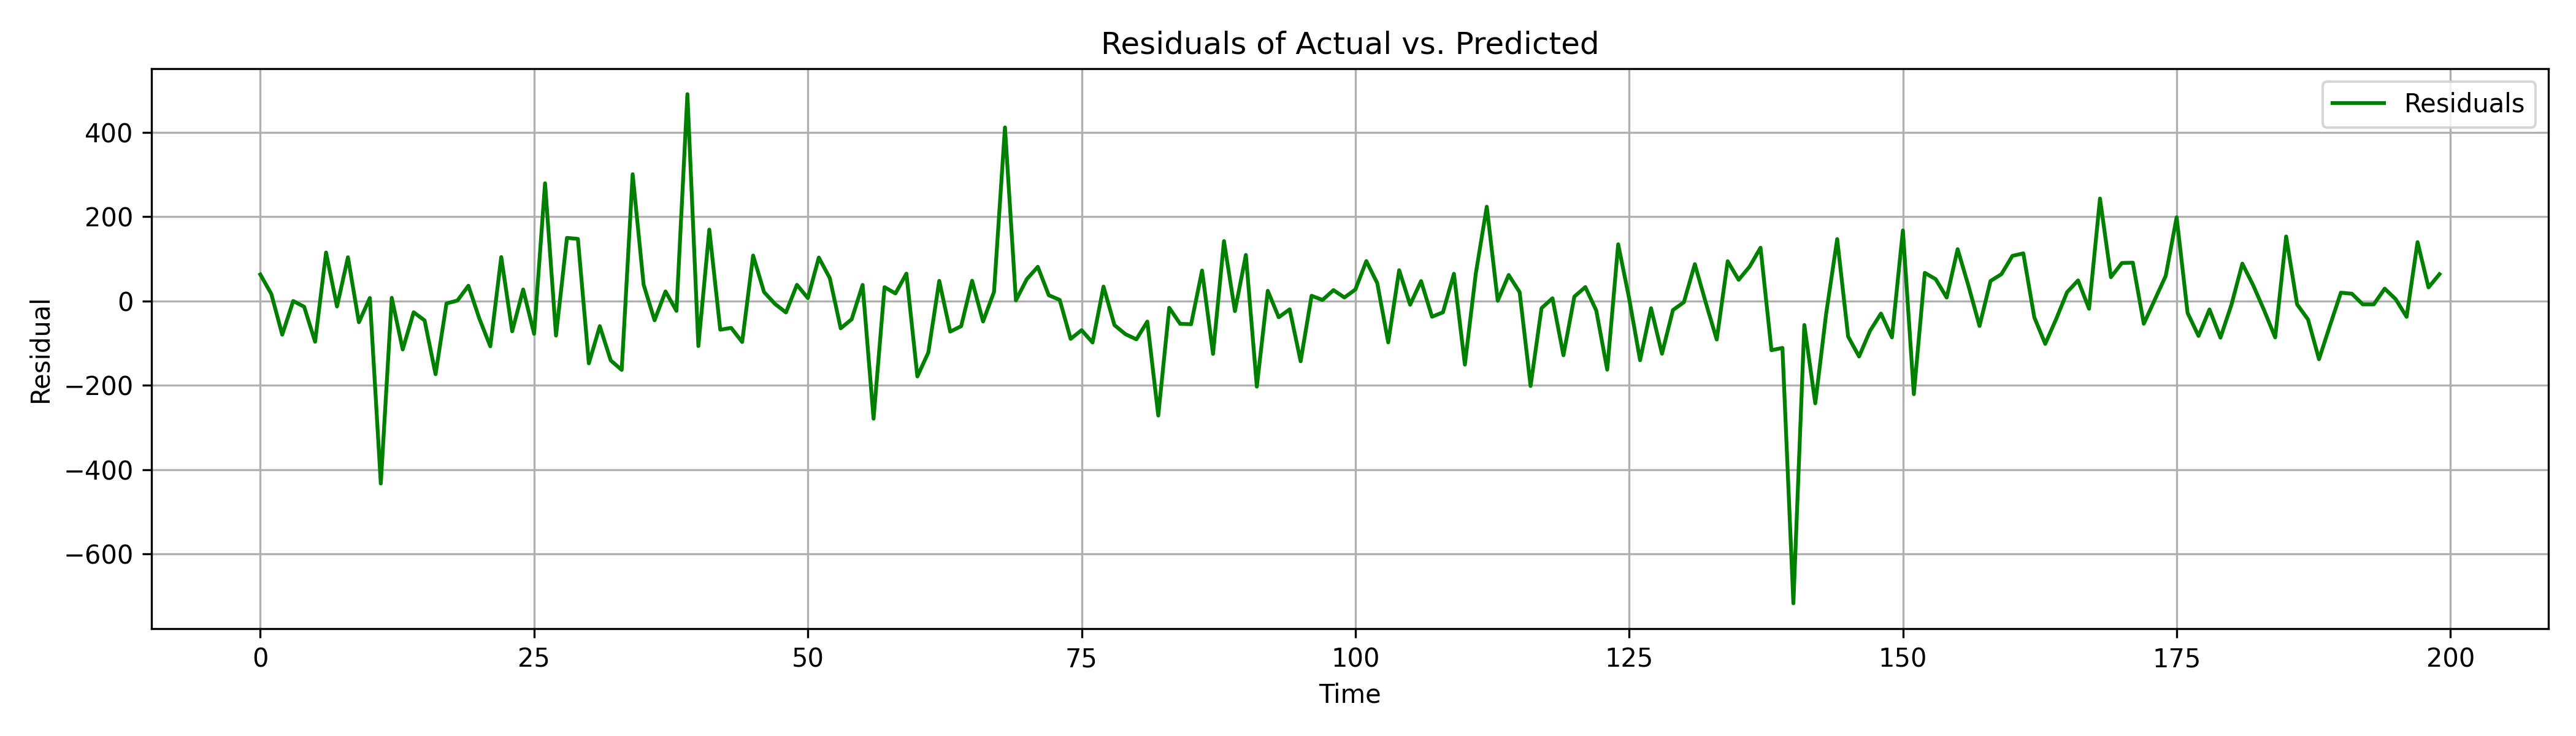 Residuals of Actual vs. Predicted
Residuals
400
200
0
−200
−400
−600
Residual
0 25 50 75 100 125 150 175 200
Time